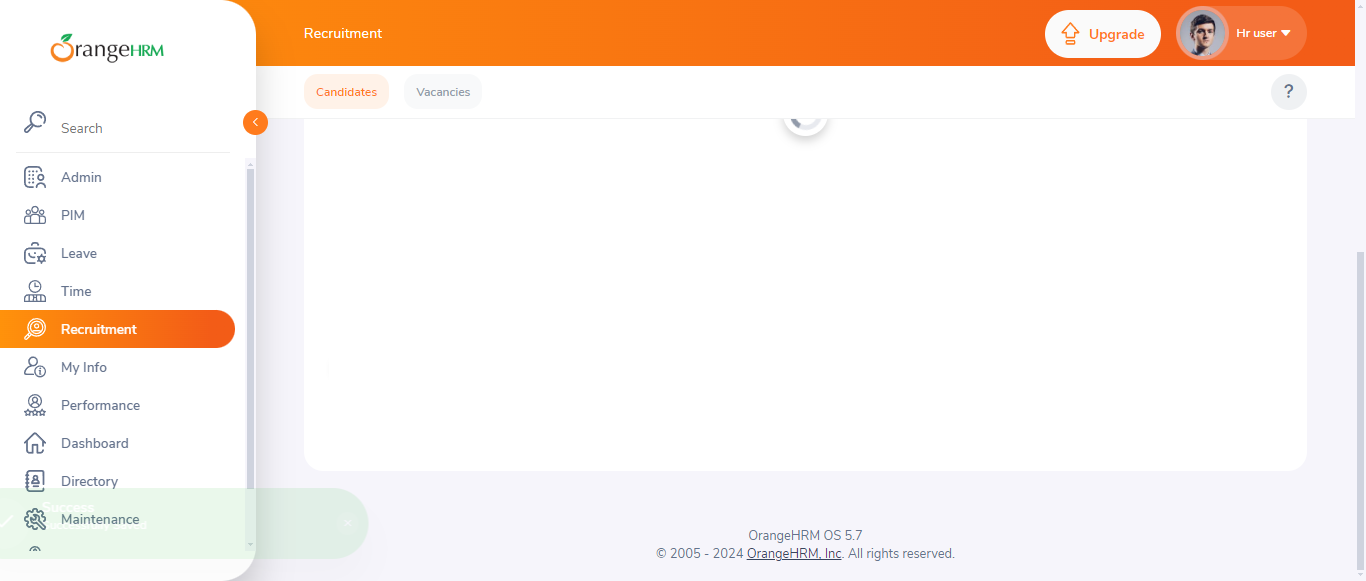 OrangeHRM
Recruitment
Upgrade
Hr user
Candidates
Vacancies
?
Search
Admin
PIM
Leave
Time
Recruitment
My Info
Performance
Dashboard
Directory
Success
Maintenance
OrangeHRM OS 5.7
© 2005 - 2024 OrangeHRM, Inc. All rights reserved.